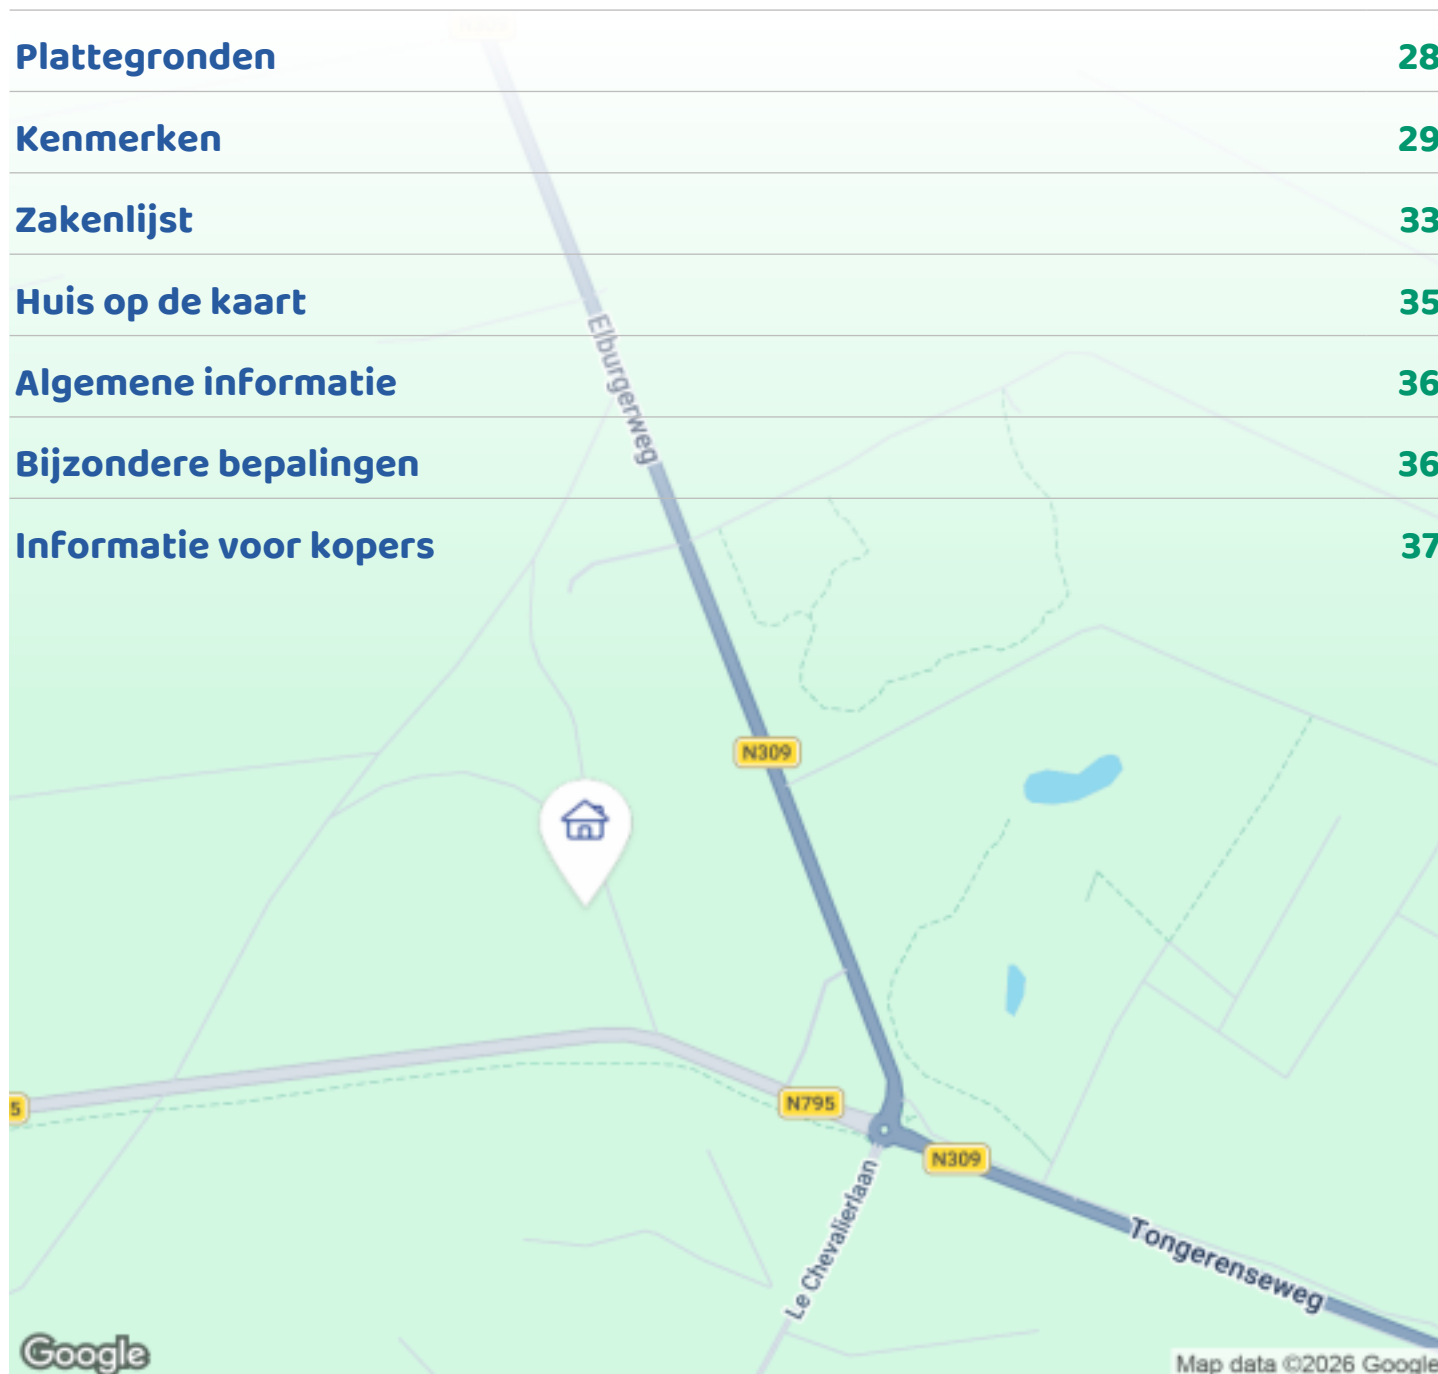 Plattegronden 28
Kenmerken 29
Zakenlijst 33
Huis op de kaart 35
Elburgerweg
Algemene informatie 36
Bijzondere bepalingen 36
Informatie voor kopers 37
N309
5
N795
N309
Le Chevalierlaan
Tongerenseweg
Google
Map data ©2026 Google